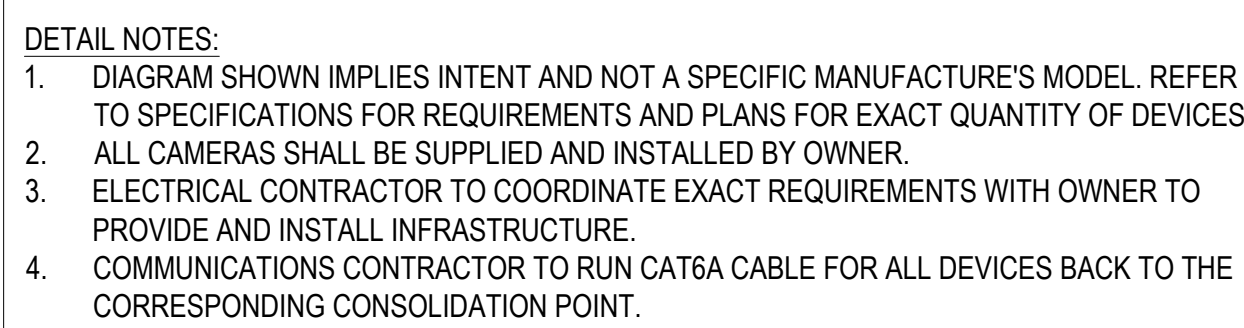 DETAIL NOTES:
1. DIAGRAM SHOWN IMPLIES INTENT AND NOT A SPECIFIC MANUFACTURE'S MODEL. REFER
TO SPECIFICATIONS FOR REQUIREMENTS AND PLANS FOR EXACT QUANTITY OF DEVICES
2. ALL CAMERAS SHALL BE SUPPLIED AND INSTALLED BY OWNER.
3. ELECTRICAL CONTRACTOR TO COORDINATE EXACT REQUIREMENTS WITH OWNER TO
PROVIDE AND INSTALL INFRASTRUCTURE.
4. COMMUNICATIONS CONTRACTOR TO RUN CAT6A CABLE FOR ALL DEVICES BACK TO THE
CORRESPONDING CONSOLIDATION POINT.